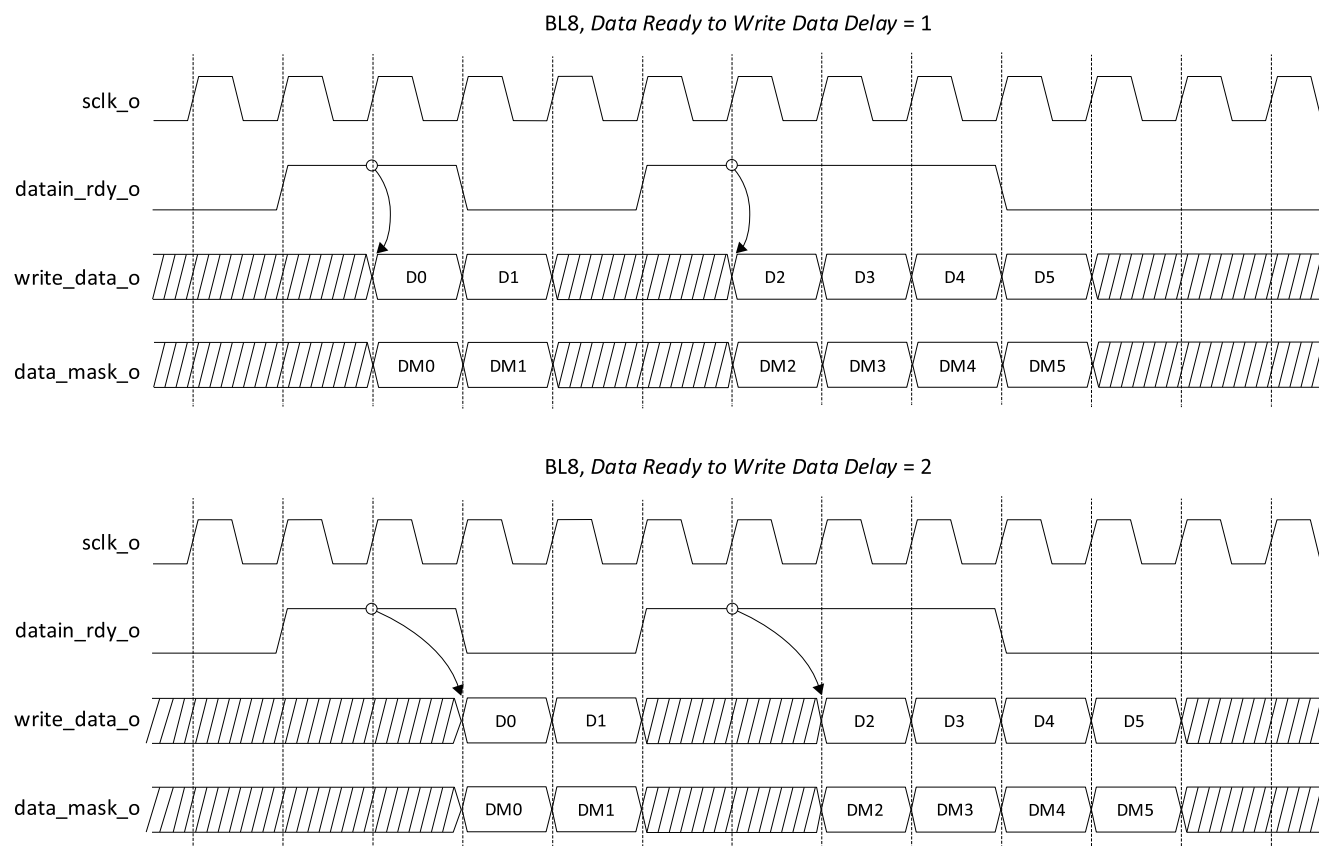 BL8, Data Ready to Write Data Delay = 1
sclk_o
datain_rdy_o
write_data_o D0 D1 D2 D3 D4 D5
data_mask_o DM0 DM1 DM2 DM3 DM4 DM5
BL8, Data Ready to Write Data Delay = 2
sclk_o
datain_rdy_o
write_data_o D0 D1 D2 D3 D4 D5
data_mask_o DM0 DM1 DM2 DM3 DM4 DM5